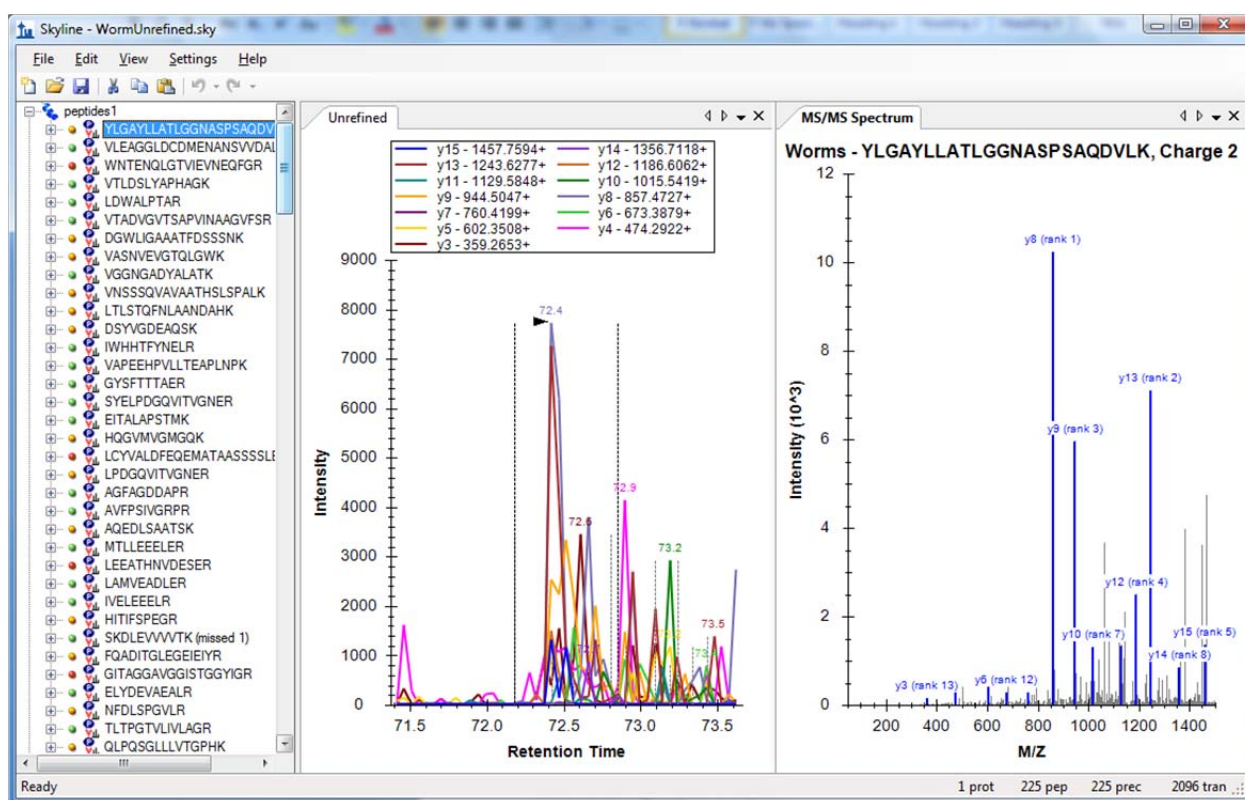 Skyline - WormUnrefined.sky
File Edit View Settings Help
peptides1
YLGAYLLATLGGNASPSAQDV
VLEAGGLDCDMENANSVVDAL
WNTENQLGTVIEVNEQFGR
VTLDSLYAPHAGK
LDWALPTAR
VTADVGVTSAPVINAAGVFSR
DGWLIGAAATFDSSSNK
VASNVEVGTQLGWK
VGGNGADYALATK
VNSSSQVAVAATHSLSPALK
LTLSTQFNLAANDAHK
DSYVGDEAQSK
IWHHTFYNELR
VAPEEHPVLLTEAPLNPK
GYSFTTTAER
SYELPDGQVITVGNER
EITALAPSTMK
HQGVMVGMGQK
LCYVALDFEQEMATAASSSSLE
LPDGQVITVGNER
AGFAGDDAPR
AVFPSIVGRPR
AQEDLSAATSK
MTLLEEELER
LEEATHNVDESER
LAMVEADLER
IVELEEELR
HITIFSPEGR
SKDLEVVVVTK (missed 1)
FQADITGLEGEIEIYR
GITAGGAVGGISTGGYIGR
ELYDEVAEALR
NFDLSPGVLR
TLTPGTVLIVLAGR
QLPQSGLLLVTGPHK
Unrefined
y15 - 1457.7594+ y14 - 1356.7118+
y13 - 1243.6277+ y12 - 1186.6062+
y11 - 1129.5848+ y10 - 1015.5419+
y9 - 944.5047+ y8 - 857.4727+
y7 - 760.4199+ y6 - 673.3879+
y5 - 602.3508+ y4 - 474.2922+
y3 - 359.2653+
9000
8000
7000
6000
5000
4000
3000
2000
1000
0
Intensity
72.4
72.6
72.9
73.2
73.5
71.5 72.0 72.5 73.0 73.5
Retention Time
MS/MS Spectrum
Worms - YLGAYLLATLGGNASPSAQDVLK, Charge 2
12
10
8
6
4
2
0
Intensity (10^3)
y8 (rank 1)
y13 (rank 2)
y9 (rank 3)
y12 (rank 4)
y10 (rank 7)
y15 (rank 5)
y14 (rank 8)
y3 (rank 13)
y6 (rank 12)
200 400 600 800 1000 1200 1400
M/Z
Ready
1 prot 225 pep 225 prec 2096 tran